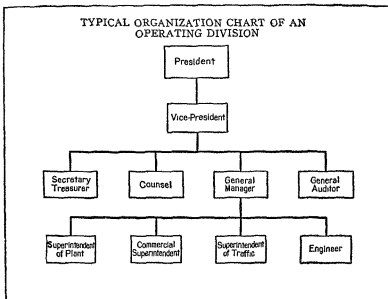 TYPICAL ORGANIZATION CHART OF AN
OPERATING DIVISION
President
Vice-President
Secretary
Treasurer
Counsel
General
Manager
General
Auditor
Superintendent
of Plant
Commercial
Superintendent
Superintendent
of Traffic
Engineer